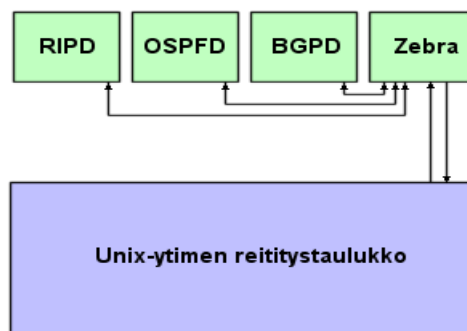 RIPD
OSPFD
BGPD
Zebra
Unix-ytimen reititystaulukko